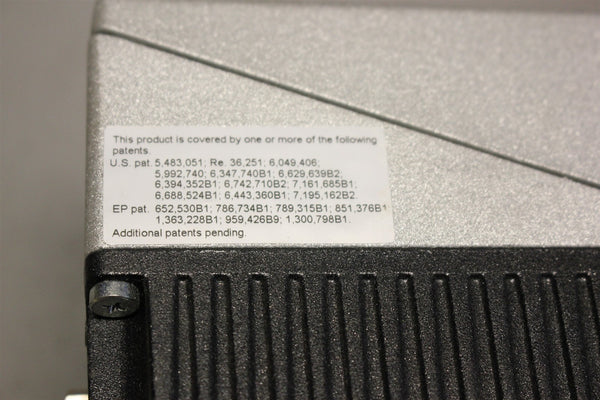 This product is covered by one or more of the following
patents.
U.S. pat. 5,483,051; Re. 36,251; 6,049,406;
5,992,740; 6,347,740B1; 6,629,639B2;
6,394,352B1; 6,742,710B2; 7,161,685B1;
6,688,524B1; 6,443,360B1; 7,195,162B2.
EP pat. 652,530B1; 786,734B1; 789,315B1; 851,376B1
1,363,228B1; 959,426B9; 1,300,798B1.
Additional patents pending.